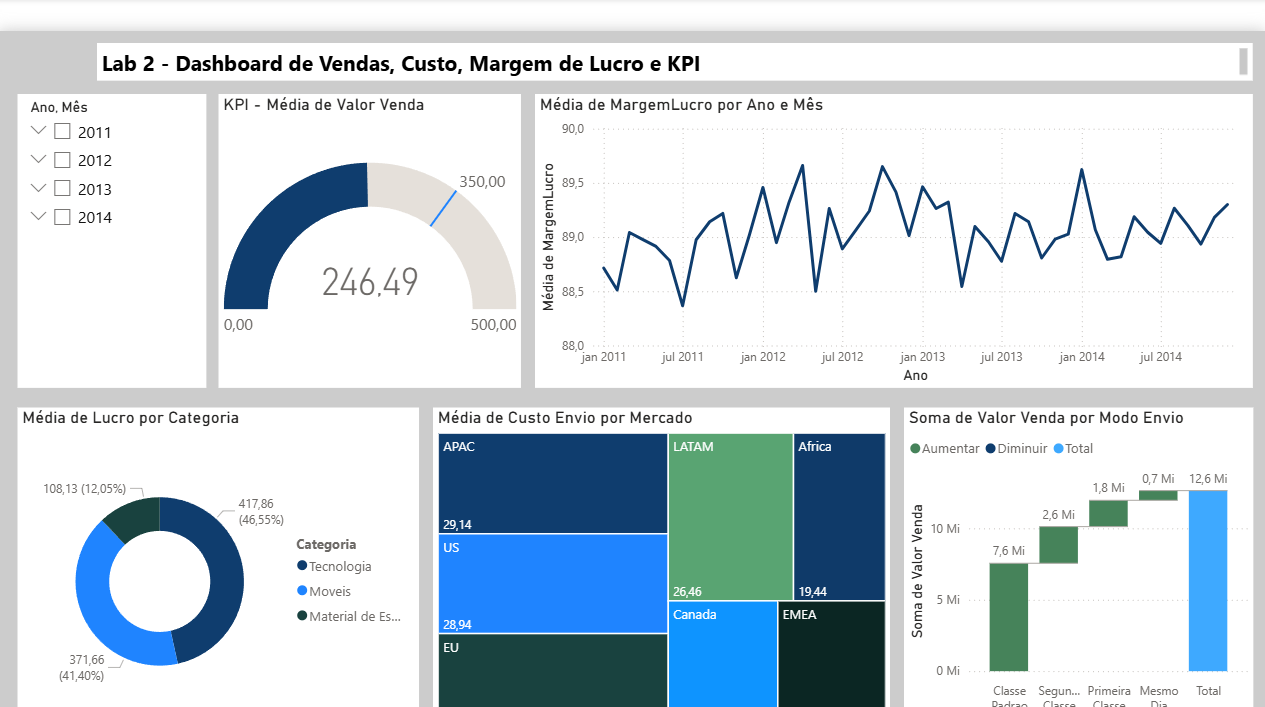 Lab 2 - Dashboard de Vendas, Custo, Margem de Lucro e KPI
Ano, Mês
2011
2012
2013
2014
KPI - Média de Valor Venda
350,00
246,49
0,00
500,00
Média de MargemLucro por Ano e Mês
Média de MargemLucro
90,0
89,5
89,0
88,5
88,0
jan 2011
jul 2011
jan 2012
jul 2012
jan 2013
jul 2013
jan 2014
jul 2014
Ano
Média de Lucro por Categoria
108,13 (12,05%)
417,86
(46,55%)
371,66
(41,40%)
Categoria
Tecnologia
Moveis
Material de Es...
Média de Custo Envio por Mercado
APAC
29,14
US
28,94
EU
LATAM
26,46
Africa
19,44
Canada
EMEA
Soma de Valor Venda por Modo Envio
Aumentar
Diminuir
Total
Soma de Valor Venda
10 Mi
5 Mi
0 Mi
7,6 Mi
2,6 Mi
1,8 Mi
0,7 Mi
12,6 Mi
Classe
Padrao
Segun...
Classe
Primeira
Classe
Mesmo
Dia
Total